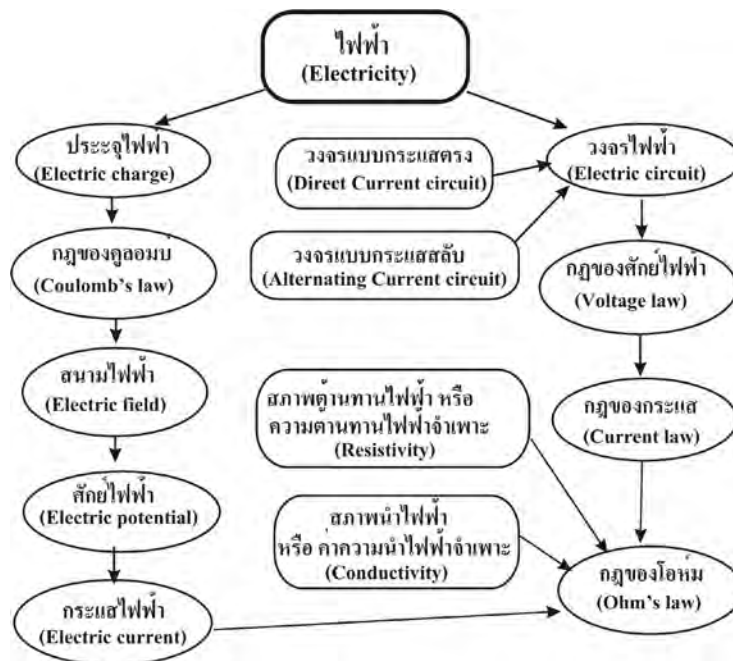 ไฟฟ้า
(Electricity)
ประะจุไฟฟ้า
(Electric charge)
วงจรแบบกระแสตรง
(Direct Current circuit)
วงจรไฟฟ้า
(Electric circuit)
กฎของคูลอมบ์
(Coulomb's law)
วงจรแบบกระแสสลับ
(Alternating Current circuit)
กฏของศักย์ไฟฟ้า
(Voltage law)
สนามไฟฟ้า
(Electric field)
สภาพต้านทานไฟฟ้า หรือ
ความต้านทานไฟฟ้าจำเพาะ
(Resistivity)
กฎของกระแส
(Current law)
ศักย์ไฟฟ้า
(Electric potential)
สภาพนำไฟฟ้า
หรือ ค่าความนำไฟฟ้าจำเพาะ
(Conductivity)
กฎของโอห์ม
(Ohm's law)
กระแสไฟฟ้า
(Electric current)